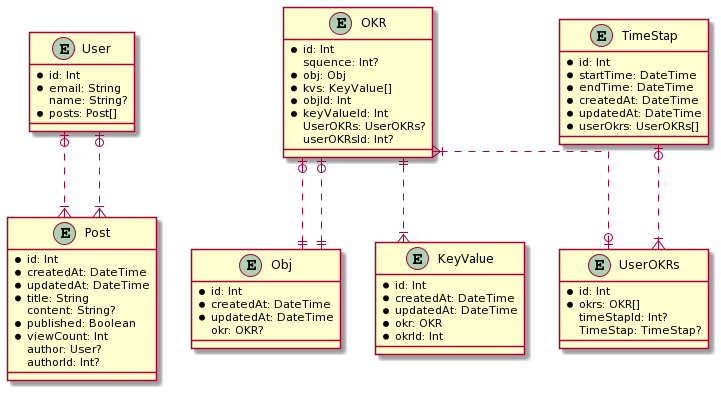 E User
id: Int
email: String
name: String?
posts: Post[]
E OKR
id: Int
squence: Int?
obj: Obj
kvs: KeyValue[]
objId: Int
keyValueId: Int
UserOKRs: UserOKRs?
userOKRsId: Int?
E TimeStap
id: Int
startTime: DateTime
endTime: DateTime
createdAt: DateTime
updatedAt: DateTime
userOkrs: UserOKRs[]
E Post
id: Int
createdAt: DateTime
updatedAt: DateTime
title: String
content: String?
published: Boolean
viewCount: Int
author: User?
authorId: Int?
E Obj
id: Int
createdAt: DateTime
updatedAt: DateTime
okr: OKR?
E KeyValue
id: Int
createdAt: DateTime
updatedAt: DateTime
okr: OKR
okrId: Int
E UserOKRs
id: Int
okrs: OKR[]
timeStapId: Int?
TimeStap: TimeStap?